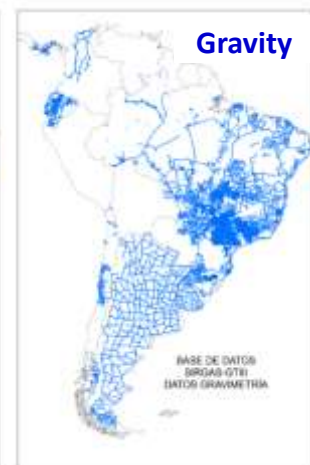 Gravity
BASE DE DATOS
SIRGAS-GTIII
DATOS GRAVIMETRIA